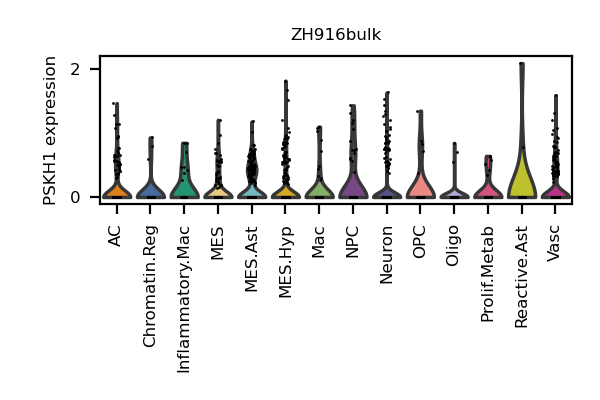 ZH916bulk
PSKH1 expression
2
0
AC
Chromatin.Reg
Inflammatory.Mac
MES
MES.Ast
MES.Hyp
Mac
NPC
Neuron
OPC
Oligo
Prolif.Metab
Reactive.Ast
Vasc